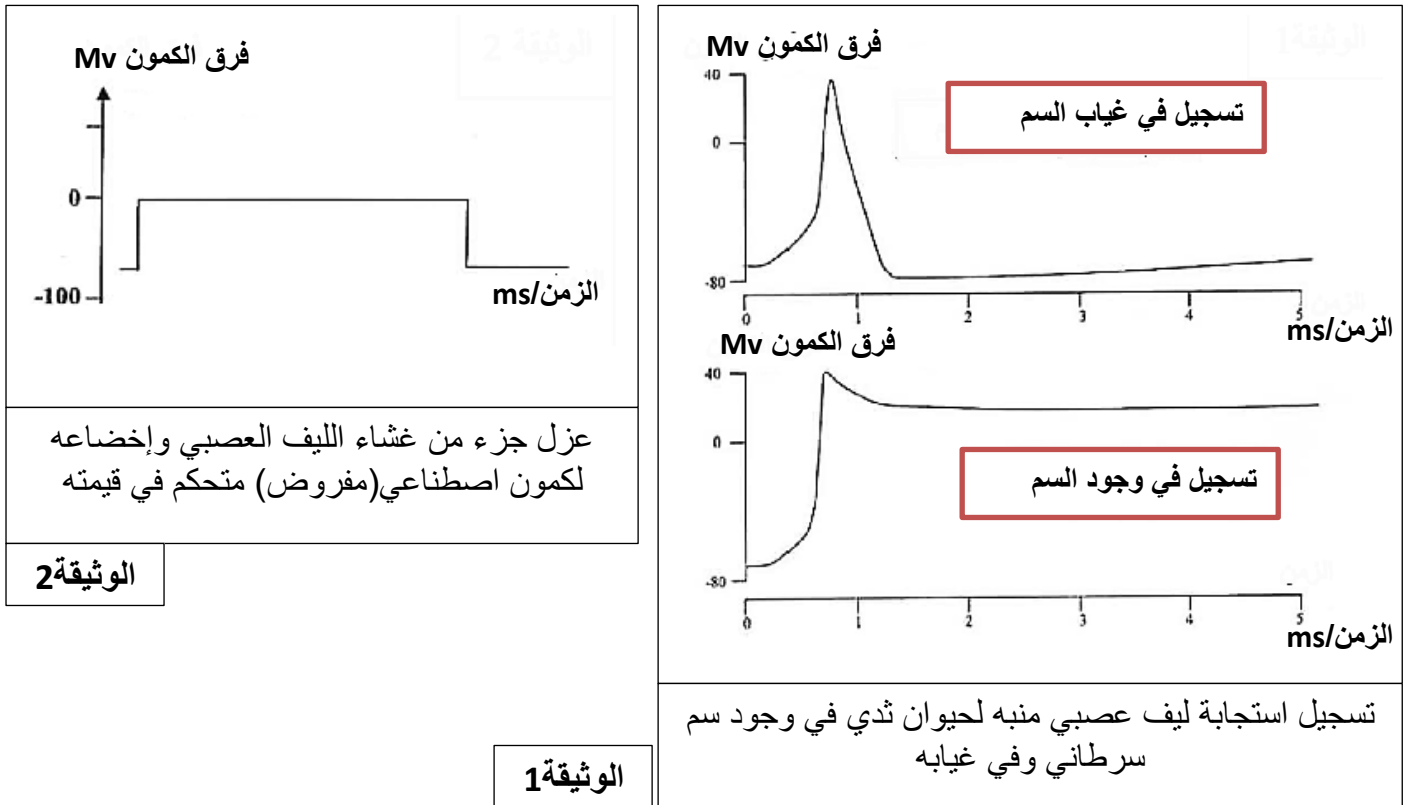 فرق الكمون Mv
40
0
-80
تسجيل في غياب السم
0 1 2 3 4 5
الزمن/ms
فرق الكمون Mv
40
0
-80
تسجيل في وجود السم
0 1 2 3 4 5
الزمن/ms
تسجيل استجابة ليف عصبي منبه لحيوان ثدي في وجود سم
سرطاني وفي غيابه
الوثيقة1
فرق الكمون Mv
0
-100
الزمن/ms
عزل جزء من غشاء الليف العصبي وإخضاعه
لكمون اصطناعي(مفروض) متحكم في قيمته
الوثيقة2